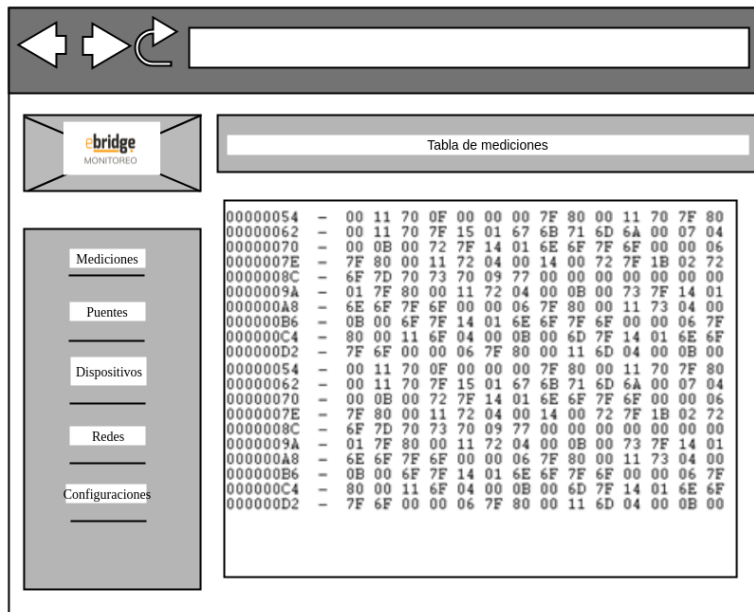 ebridge
MONITOREO
Tabla de mediciones
Mediciones
Puentes
Dispositivos
Redes
Configuraciones
00000054 – 00 11 70 0F 00 00 00 7F 80 00 11 70 7F 80
00000062 – 00 11 70 7F 15 01 67 6B 71 6D 6A 00 07 04
00000070 – 00 0B 00 72 7F 14 01 6E 6F 7F 6F 00 00 06
0000007E – 7F 80 00 11 72 04 00 14 00 72 7F 1B 02 72
0000008C – 6F 7D 70 73 70 09 77 00 00 00 00 00 00 00
0000009A – 01 7F 80 00 11 72 04 00 0B 00 73 7F 14 01
000000A8 – 6E 6F 7F 6F 00 00 06 7F 80 00 11 73 04 00
000000B6 – 0B 00 6F 7F 14 01 6E 6F 7F 6F 00 00 06 7F
000000C4 – 80 00 11 6F 04 00 0B 00 6D 7F 14 01 6E 6F
000000D2 – 7F 6F 00 00 06 7F 80 00 11 6D 04 00 0B 00
00000054 – 00 11 70 0F 00 00 00 7F 80 00 11 70 7F 80
00000062 – 00 11 70 7F 15 01 67 6B 71 6D 6A 00 07 04
00000070 – 00 0B 00 72 7F 14 01 6E 6F 7F 6F 00 00 06
0000007E – 7F 80 00 11 72 04 00 14 00 72 7F 1B 02 72
0000008C – 6F 7D 70 73 70 09 77 00 00 00 00 00 00 00
0000009A – 01 7F 80 00 11 72 04 00 0B 00 73 7F 14 01
000000A8 – 6E 6F 7F 6F 00 00 06 7F 80 00 11 73 04 00
000000B6 – 0B 00 6F 7F 14 01 6E 6F 7F 6F 00 00 06 7F
000000C4 – 80 00 11 6F 04 00 0B 00 6D 7F 14 01 6E 6F
000000D2 – 7F 6F 00 00 06 7F 80 00 11 6D 04 00 0B 00